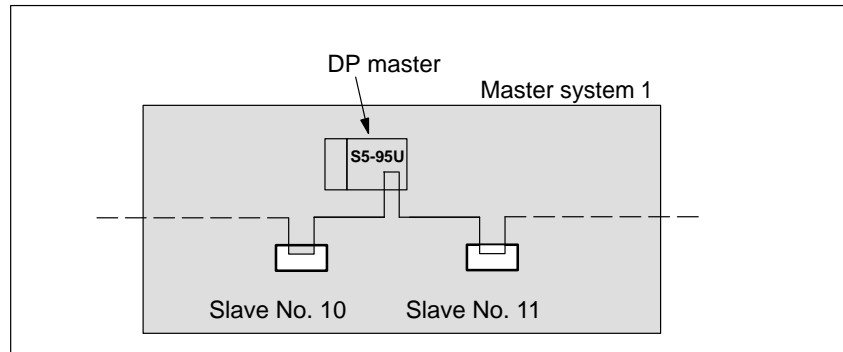 DP master
Master system 1
S5-95U
Slave No. 10
Slave No. 11